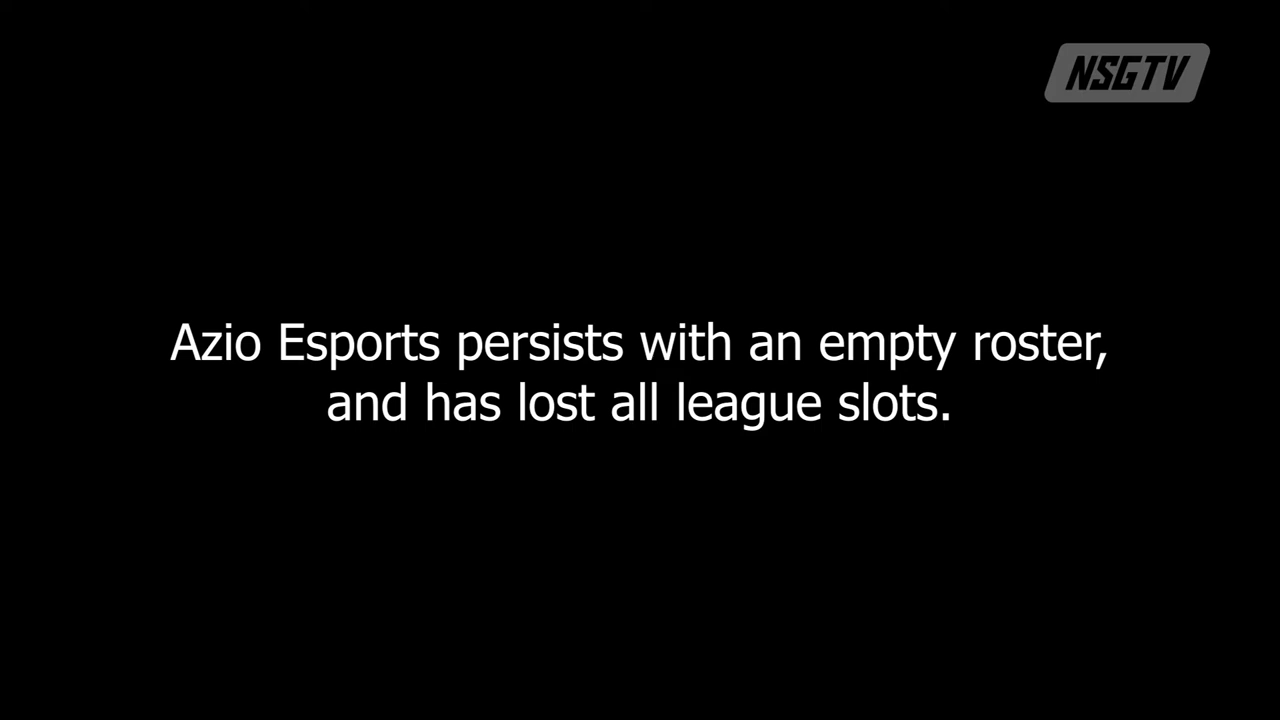 NSGTV
Azio Esports persists with an empty roster,
and has lost all league slots.